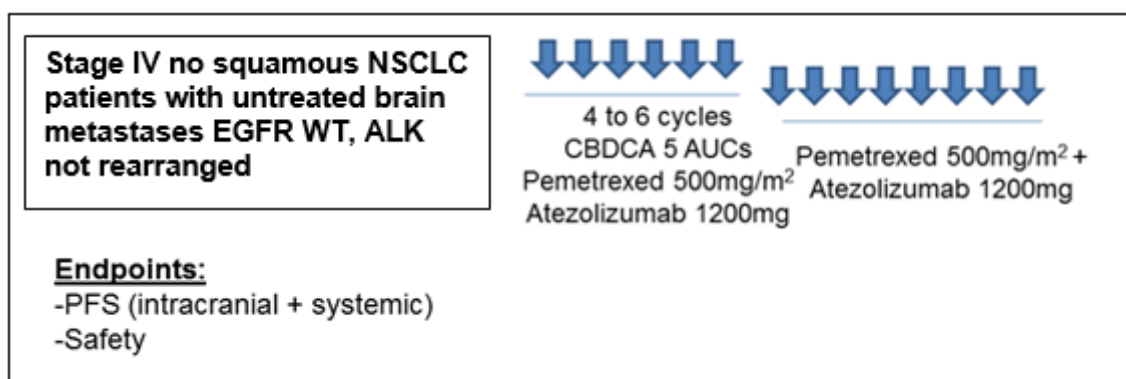 Stage IV no squamous NSCLC
patients with untreated brain
metastases EGFR WT, ALK
not rearranged
4 to 6 cycles
CBDCA 5 AUCs
Pemetrexed 500mg/m²
Atezolizumab 1200mg
Pemetrexed 500mg/m² +
Atezolizumab 1200mg
Endpoints:
-PFS (intracranial + systemic)
-Safety